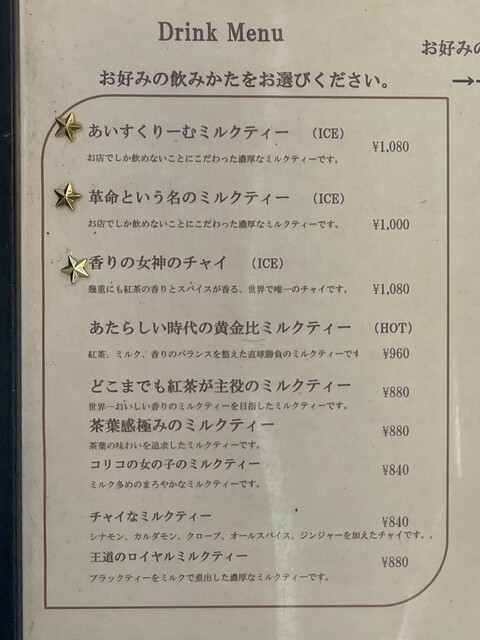 Drink Menu
お好みの
お好みの飲みかたをお選びください。
→
あいすくりーむミルクティー （ICE）
¥1,080
お店でしか飲めないことにこだわった濃厚なミルクティーです。
革命という名のミルクティー （ICE）
お店でしか飲めないことにこだわった濃厚なミルクティーです。 ¥1,000
香りの女神のチャイ （ICE）
幾重にも紅茶の香りとスパイスが香る、世界で唯一のチャイです。 ¥1,080
あたらしい時代の黄金比ミルクティー （HOT）
紅茶、ミルク、香りのバランスを整えた直球勝負のミルクティーです ¥960
どこまでも紅茶が主役のミルクティー ¥880
世界一おいしい香りのミルクティーを目指したミルクティーです。
茶葉感極みのミルクティー ¥880
茶葉の味わいを追求したミルクティーです。
コリコの女の子のミルクティー ¥840
ミルク多めのまろやかなミルクティーです。
チャイなミルクティー ¥840
シナモン、カルダモン、クローブ、オールスパイス、ジンジャーを加えたチャイです。.
王道のロイヤルミルクティー ¥880
ブラックティーをミルクで煮出した濃厚なミルクティーです。